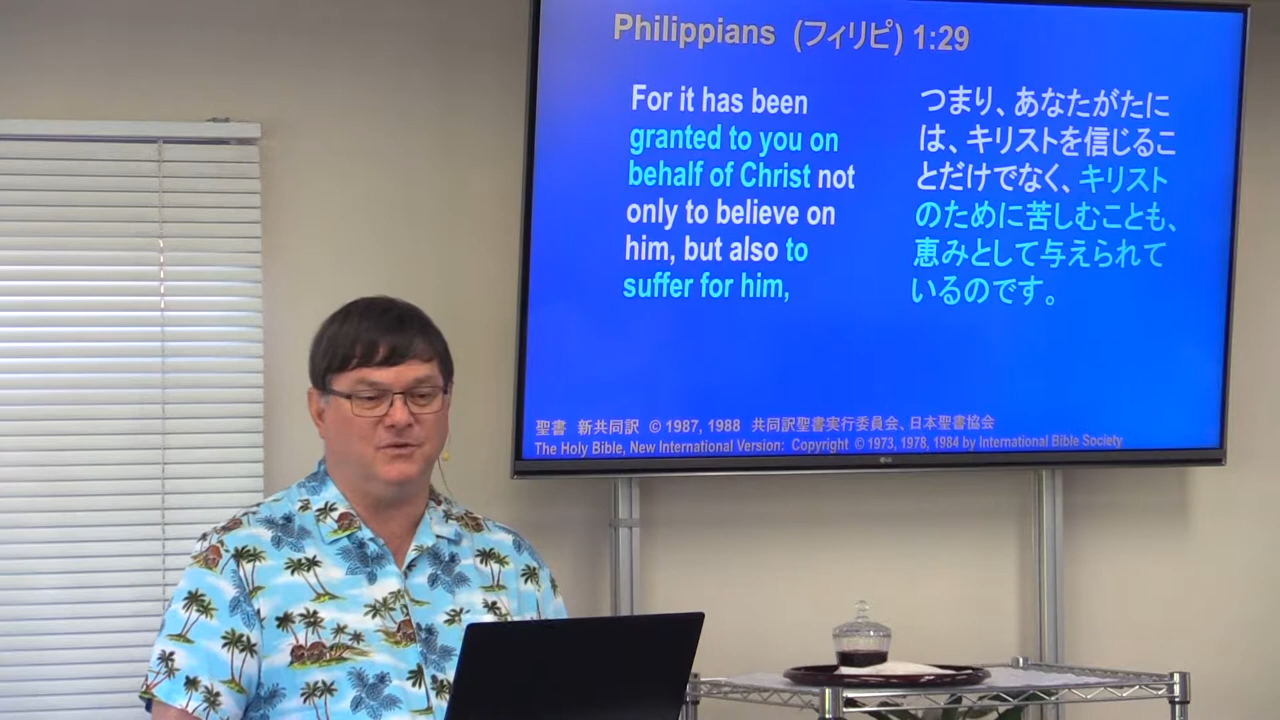 Philippians (フィリピ) 1:29
For it has been
granted to you on
behalf of Christ not
only to believe on
him, but also to
suffer for him,
つまり、あなたがたに
は、キリストを信じるこ
とだけでなく、キリスト
のために苦しむことも、
恵みとして与えられて
いるのです。
聖書 新共同訳 © 1987, 1988 共同訳聖書実行委員会、日本聖書協会
The Holy Bible, New International Version: Copyright © 1973, 1978, 1984 by International Bible Society
LG